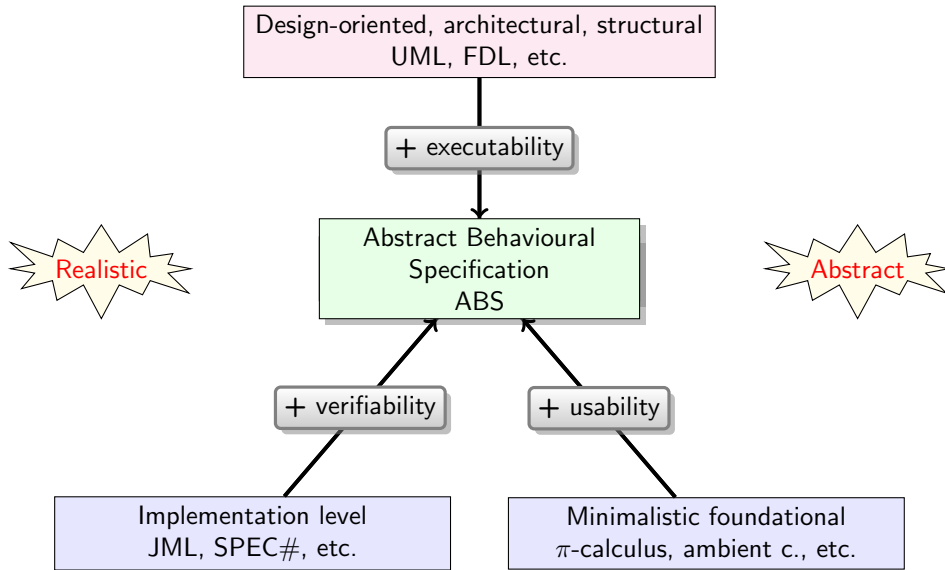 Design-oriented, architectural, structural
UML, FDL, etc.
+ executability
Abstract Behavioural
Specification
ABS
Realistic
Abstract
+ verifiability
+ usability
Implementation level
JML, SPEC#, etc.
Minimalistic foundational
π-calculus, ambient c., etc.